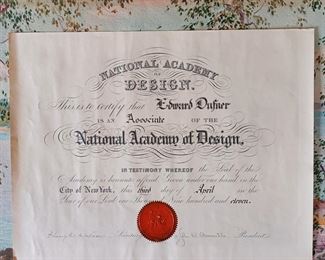 NATIONAL ACADEMY
OF
DESIGN.
This is to certify that Edward Dufner
IS AN Associate OF THE
National Academy of Design,
IN TESTIMONY WHEREOF the Seal of the
Academy is hereunto affixed. Given under our hand in the
City of New York, this third day of April in the
Year of our Lord one Thousand Nine hundred and eleven.
Secretary President